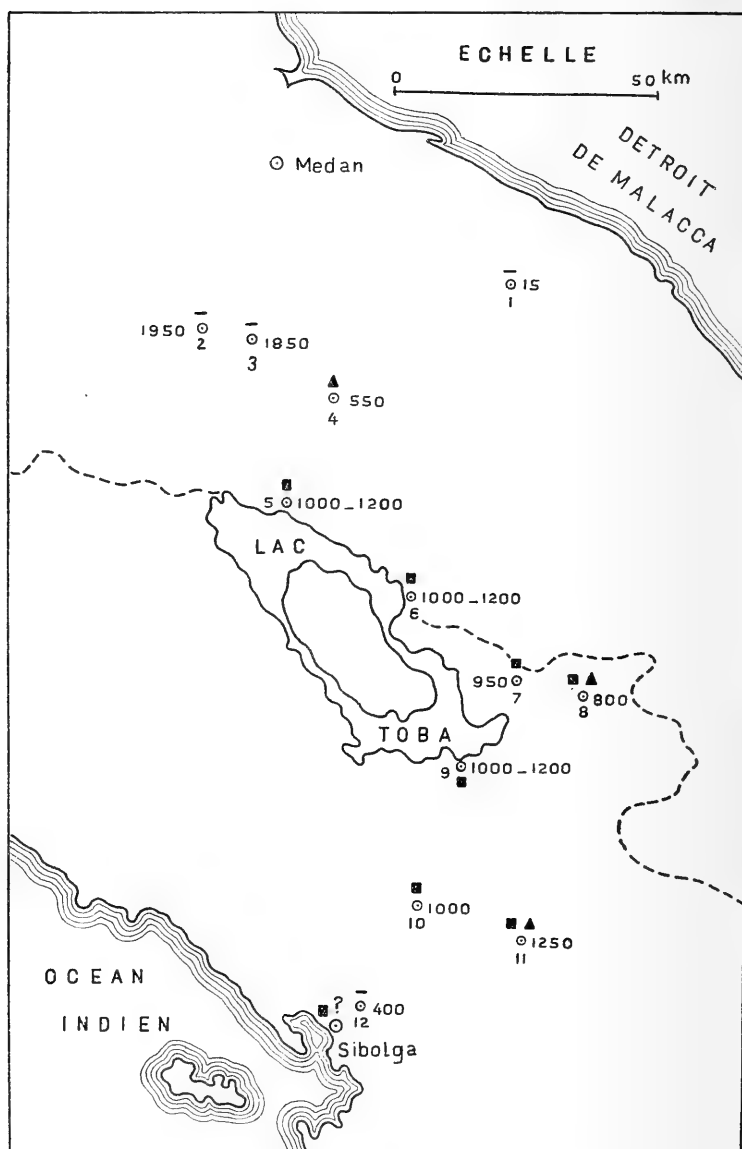 ECHELLE
0 50 km
DETROIT
DE MALACCA
Medan
15
1
1950
2
1850
3
550
4
5 1000_1200
LAC
1000_1200
6
950
7
800
8
TOBA
9 1000_1200
1000
10
1250
11
OCEAN
INDIEN
?
400
12
Sibolga